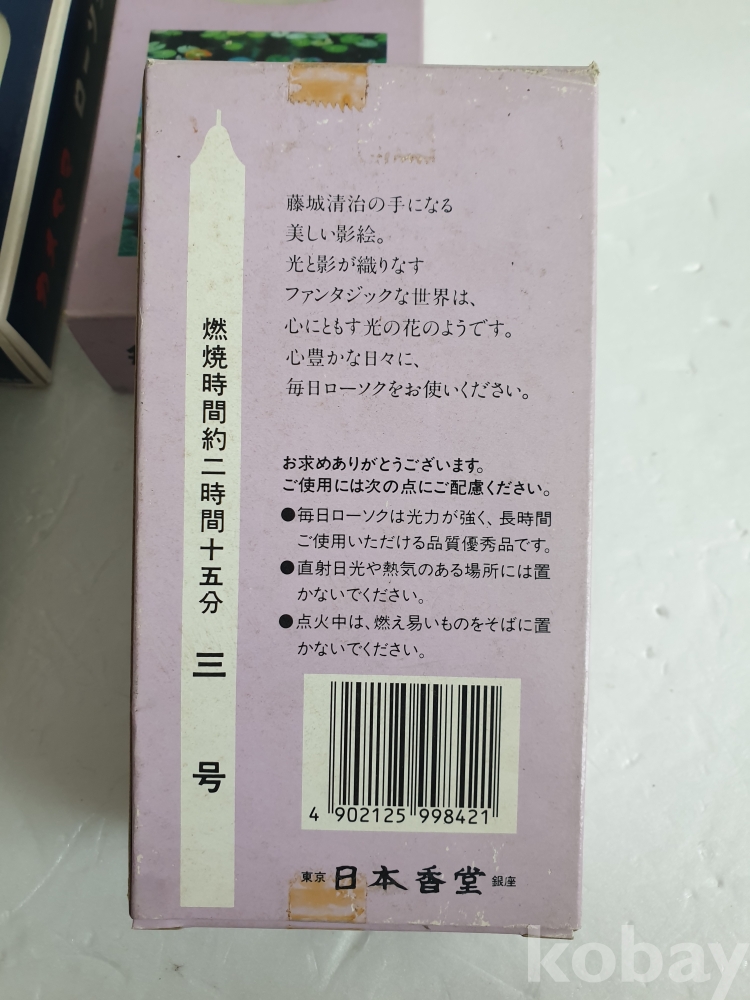 藤城清治の手になる
美しい影絵。
光と影が織りなす
ファンタジックな世界は、
心にともす光の花のようです。
心豊かな日々に、
毎日ローソクをお使いください。
燃焼時間約二時間十五分 三号
お求めありがとうございます。
ご使用には次の点にご配慮ください。
●毎日ローソクは光力が強く、長時間
ご使用いただける品質優秀品です。
●直射日光や熱気のある場所には置
かないでください。
●点火中は、燃え易いものをそばに置
かないでください。
4 902125 998421
東京 日本香堂 銀座
kobay